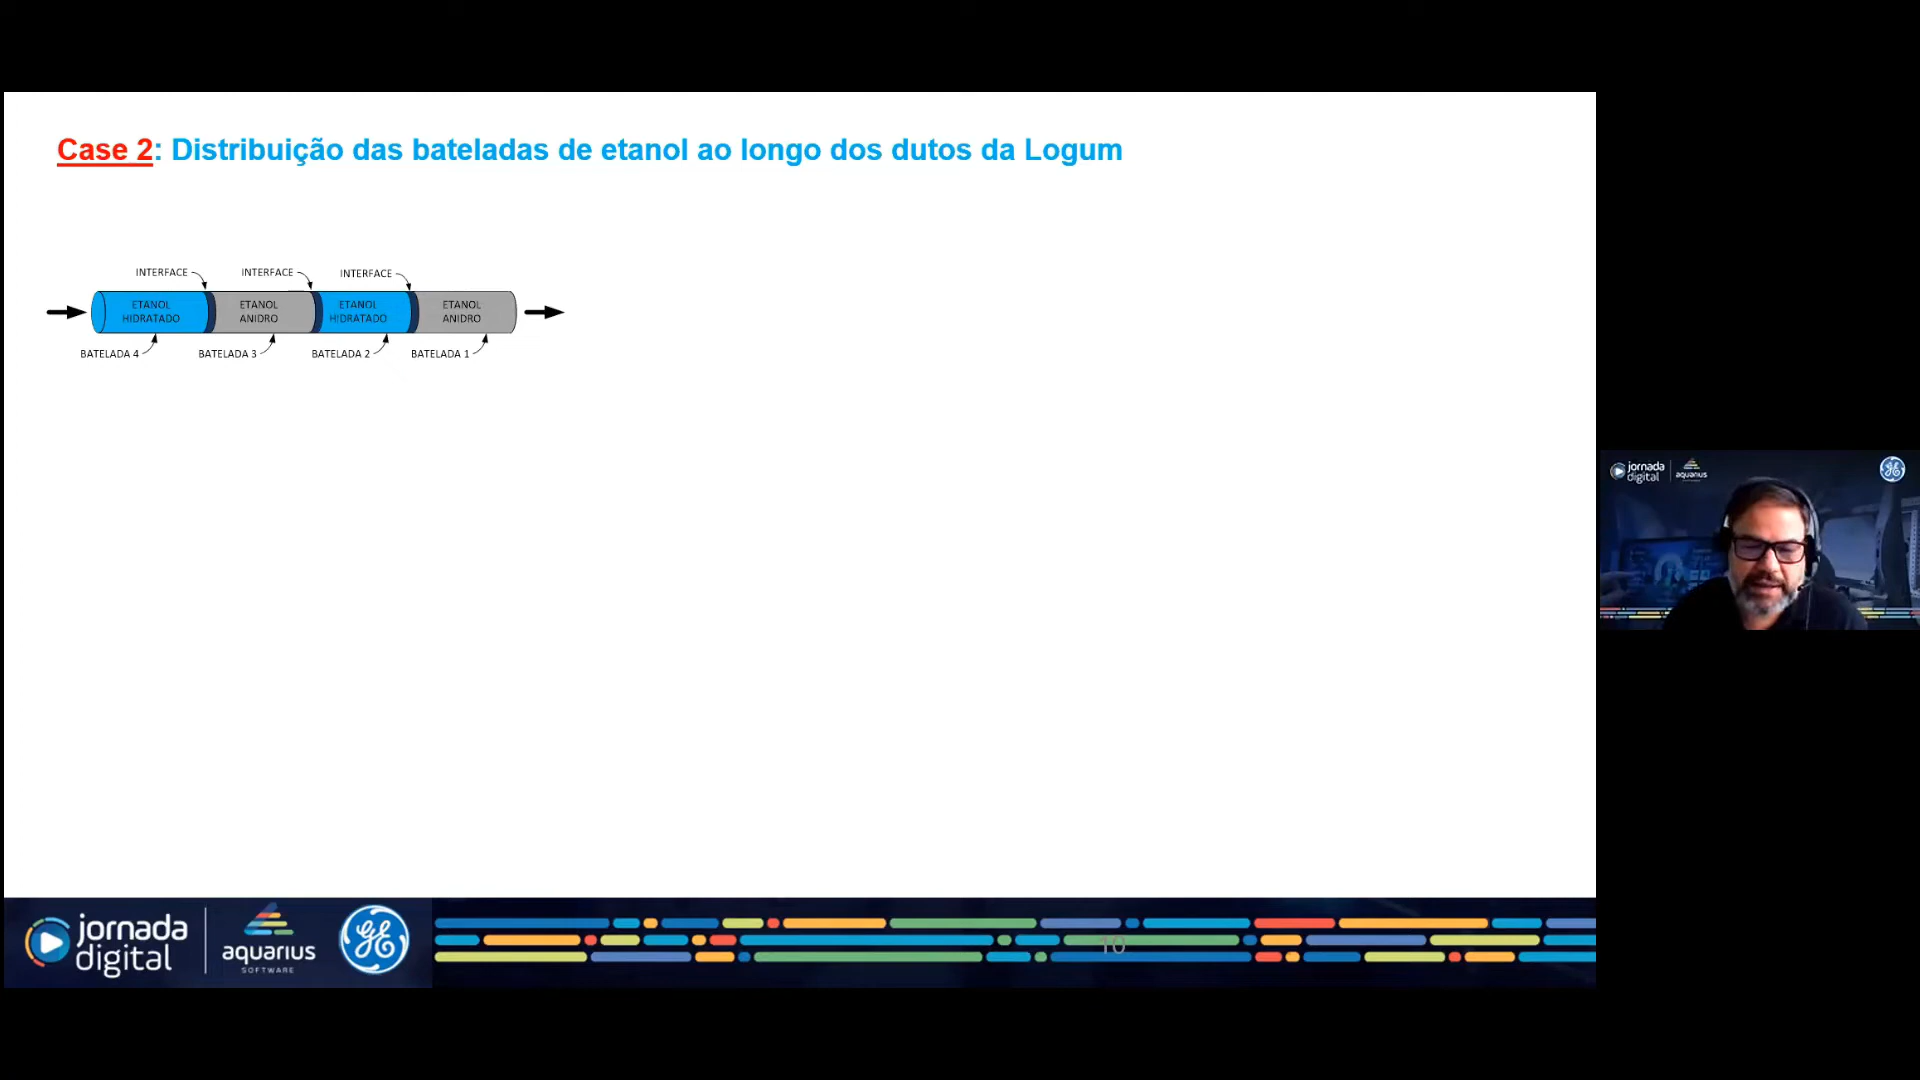 Case 2: Distribuição das bateladas de etanol ao longo dos dutos da Logum
INTERFACE
INTERFACE
INTERFACE
ETANOL
HIDRATADO
ETANOL
ANIDRO
ETANOL
HIDRATADO
ETANOL
ANIDRO
BATELADA 4
BATELADA 3
BATELADA 2
BATELADA 1
jornada
digital
aquarius
jornada
digital
aquarius
SOFTWARE
GE
10